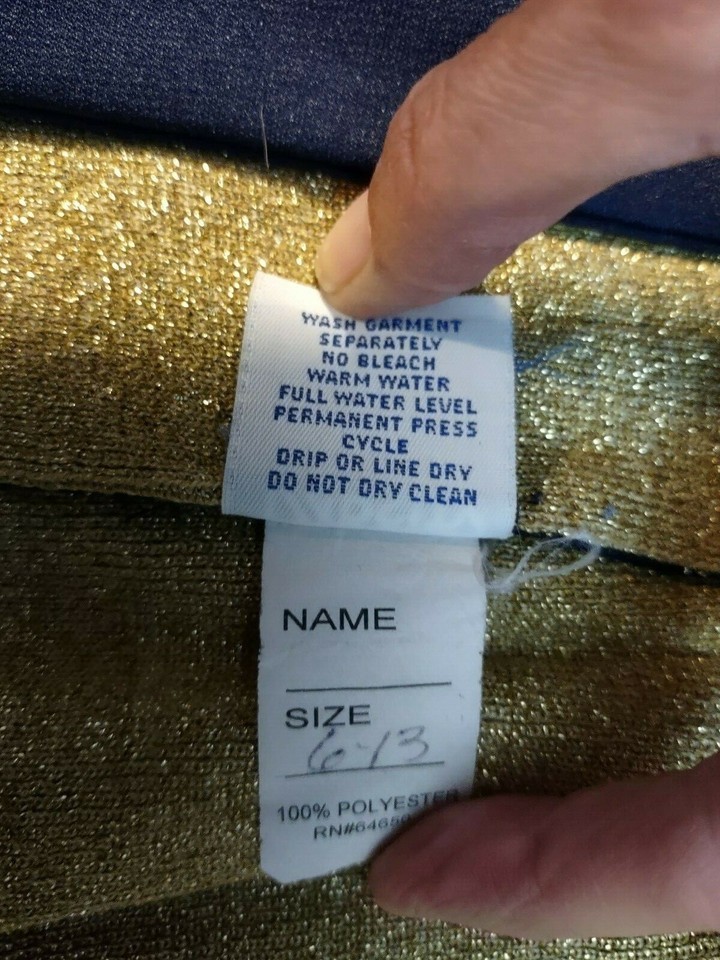 WASH GARMENT
SEPARATELY
NO BLEACH
WARM WATER
FULL WATER LEVEL
PERMANENT PRESS
CYCLE
DRIP OR LINE DRY
DO NOT DRY CLEAN
NAME
SIZE
6-13
100% POLYESTER